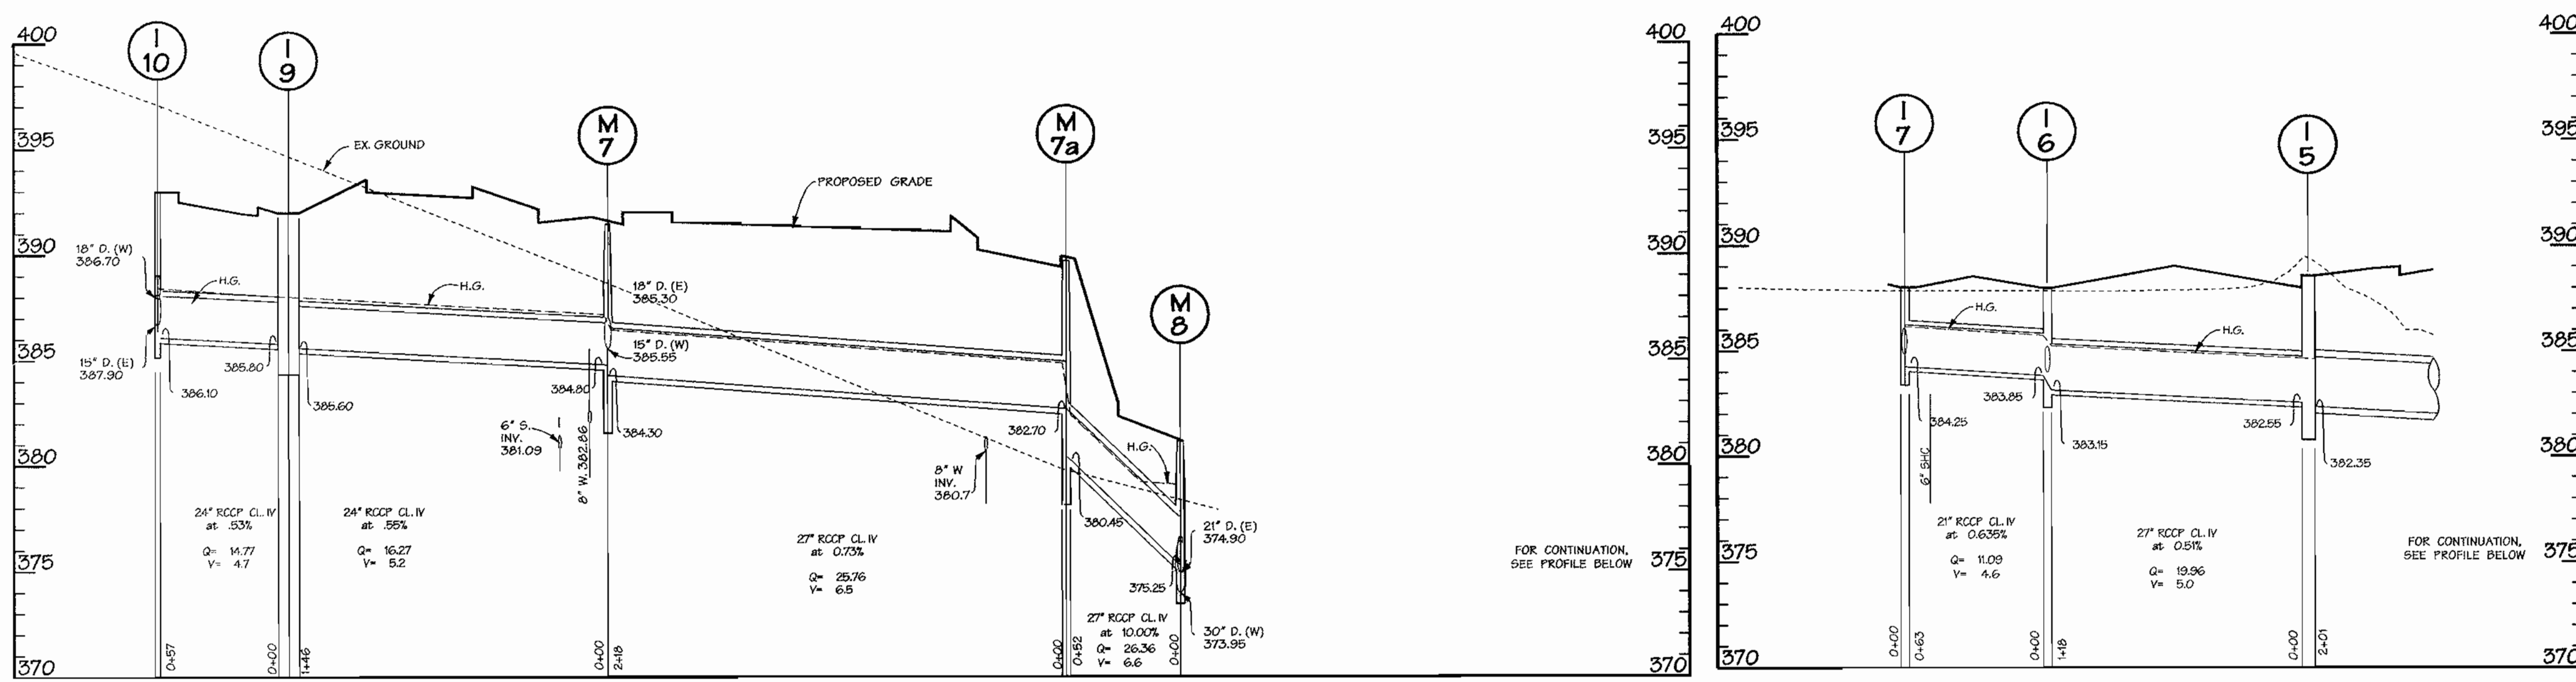 400
395
390
385
380
375
370
I
10
I
9
M
7
M
7a
M
8
EX. GROUND
PROPOSED GRADE
18" D. (W)
386.70
H.G.
H.G.
15" D. (E)
387.90
386.10
385.80
385.60
18" D. (E)
385.30
15" D. (W)
385.55
384.80
384.30
6" S.
INV.
381.09
8" W. 382.86
8" W
INV.
380.7
382.70
380.45
H.G.
21" D. (E)
374.90
375.25
30" D. (W)
373.95
24" RCCP CL. IV
at .53%
Q= 14.77
V= 4.7
24" RCCP CL. IV
at .55%
Q= 16.27
V= 5.2
27" RCCP CL. IV
at 0.73%
Q= 25.76
V= 6.5
27" RCCP CL. IV
at 10.00%
Q= 26.36
V= 6.6
0+57
0+00
1+46
0+00
2+18
0+00
0+52
0+00
FOR CONTINUATION,
SEE PROFILE BELOW
400
395
390
385
380
375
370
400
395
390
385
380
375
370
I
7
I
6
I
5
H.G.
H.G.
384.25
383.85
383.15
382.55
382.35
6" SHC
21" RCCP CL. IV
at 0.635%
Q= 11.09
V= 4.6
27" RCCP CL. IV
at 0.51%
Q= 19.96
V= 5.0
0+00
0+63
0+00
1+18
0+00
2+01
FOR CONTINUATION,
SEE PROFILE BELOW
400
395
390
385
380
375
370